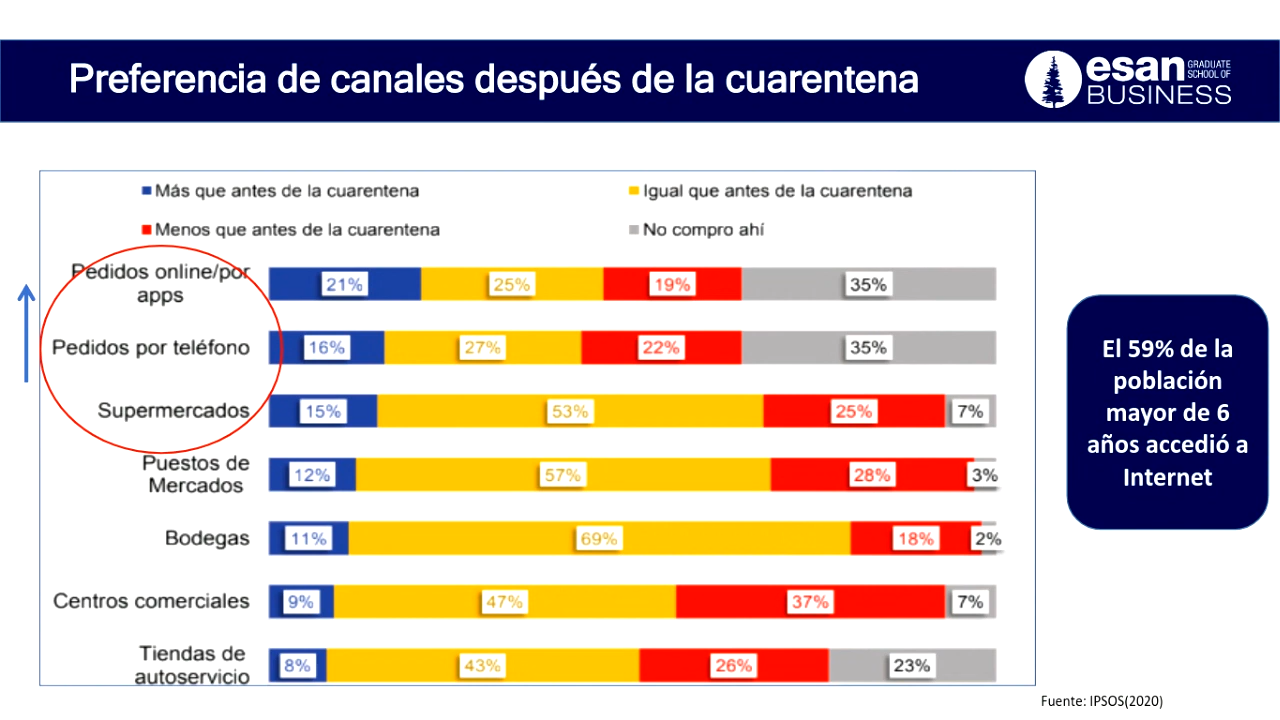 Preferencia de canales después de la cuarentena
esan GRADUATE
SCHOOL OF
BUSINESS
Más que antes de la cuarentena
Igual que antes de la cuarentena
Menos que antes de la cuarentena
No compro ahí
Pedidos online/por
apps
21% 25% 19% 35%
Pedidos por teléfono
16% 27% 22% 35%
Supermercados
15% 53% 25% 7%
Puestos de
Mercados
12% 57% 28% 3%
Bodegas
11% 69% 18% 2%
Centros comerciales
9% 47% 37% 7%
Tiendas de
autoservicio
8% 43% 26% 23%
El 59% de la
población
mayor de 6
años accedió a
Internet
Fuente: IPSOS(2020)